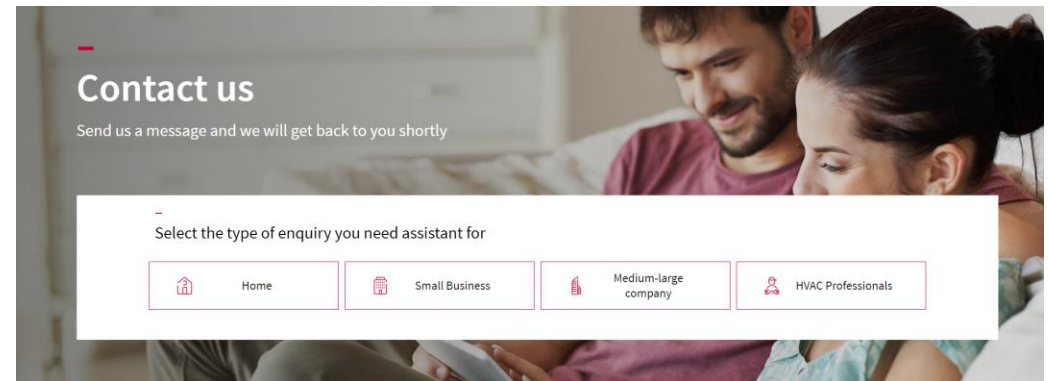 Contact us
Send us a message and we will get back to you shortly
Select the type of enquiry you need assistant for
Home
Small Business
Medium-large
company
HVAC Professionals